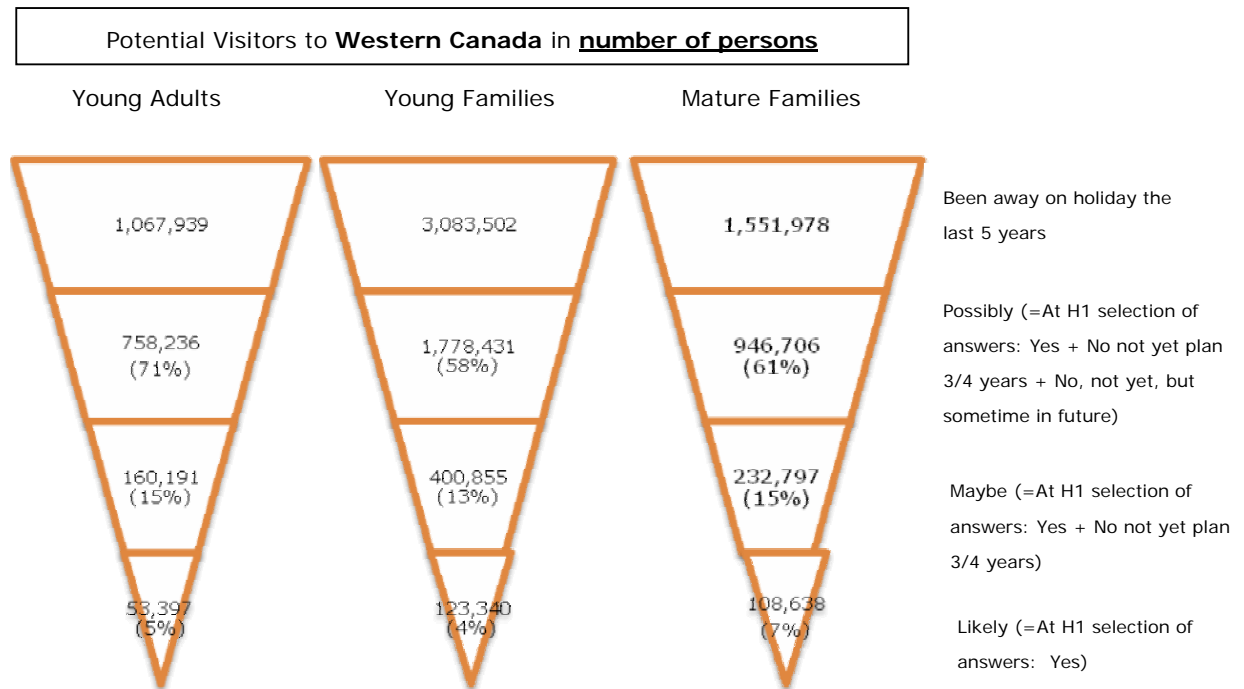 Potential Visitors to Western Canada in number of persons
Young Adults
Young Families
Mature Families
1,067,939
3,083,502
1,551,978
Been away on holiday the
last 5 years
758,236
(71%)
1,778,431
(58%)
946,706
(61%)
Possibly (=At H1 selection of
answers: Yes + No not yet plan
3/4 years + No, not yet, but
sometime in future)
160,191
(15%)
400,855
(13%)
232,797
(15%)
Maybe (=At H1 selection of
answers: Yes + No not yet plan
3/4 years)
53,397
(5%)
123,340
(4%)
108,638
(7%)
Likely (=At H1 selection of
answers: Yes)